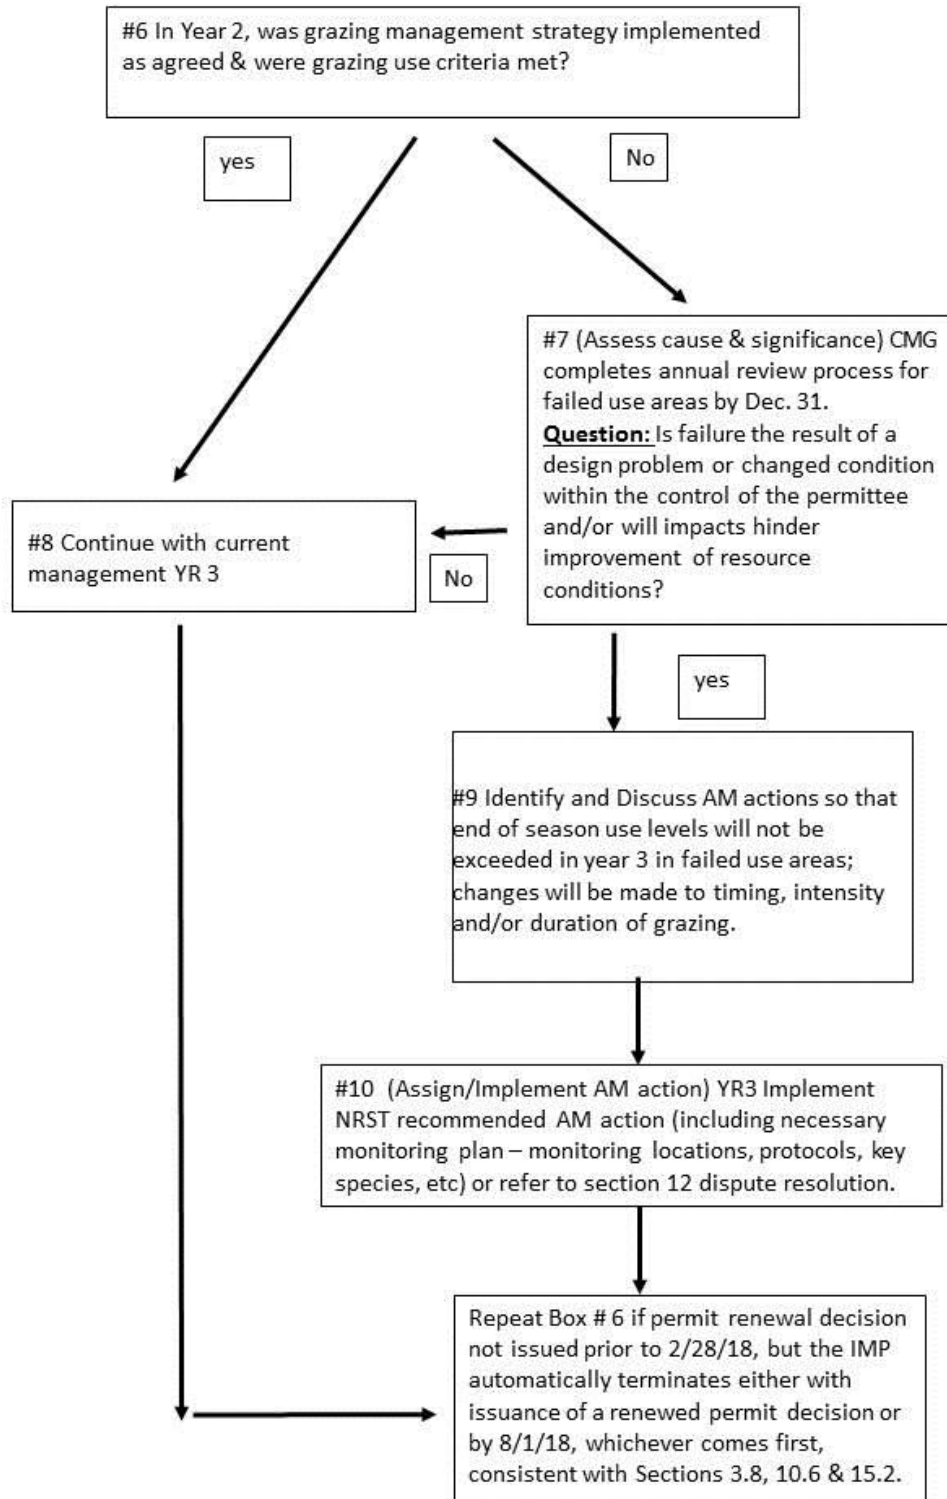 #6 In Year 2, was grazing management strategy implemented
as agreed & were grazing use criteria met?
yes
No
#7 (Assess cause & significance) CMG
completes annual review process for
failed use areas by Dec. 31.
Question: Is failure the result of a
design problem or changed condition
within the control of the permittee
and/or will impacts hinder
improvement of resource
conditions?
#8 Continue with current
management YR 3
No
yes
#9 Identify and Discuss AM actions so that
end of season use levels will not be
exceeded in year 3 in failed use areas;
changes will be made to timing, intensity
and/or duration of grazing.
#10 (Assign/Implement AM action) YR3 Implement
NRST recommended AM action (including necessary
monitoring plan – monitoring locations, protocols, key
species, etc) or refer to section 12 dispute resolution.
Repeat Box # 6 if permit renewal decision
not issued prior to 2/28/18, but the IMP
automatically terminates either with
issuance of a renewed permit decision or
by 8/1/18, whichever comes first,
consistent with Sections 3.8, 10.6 & 15.2.